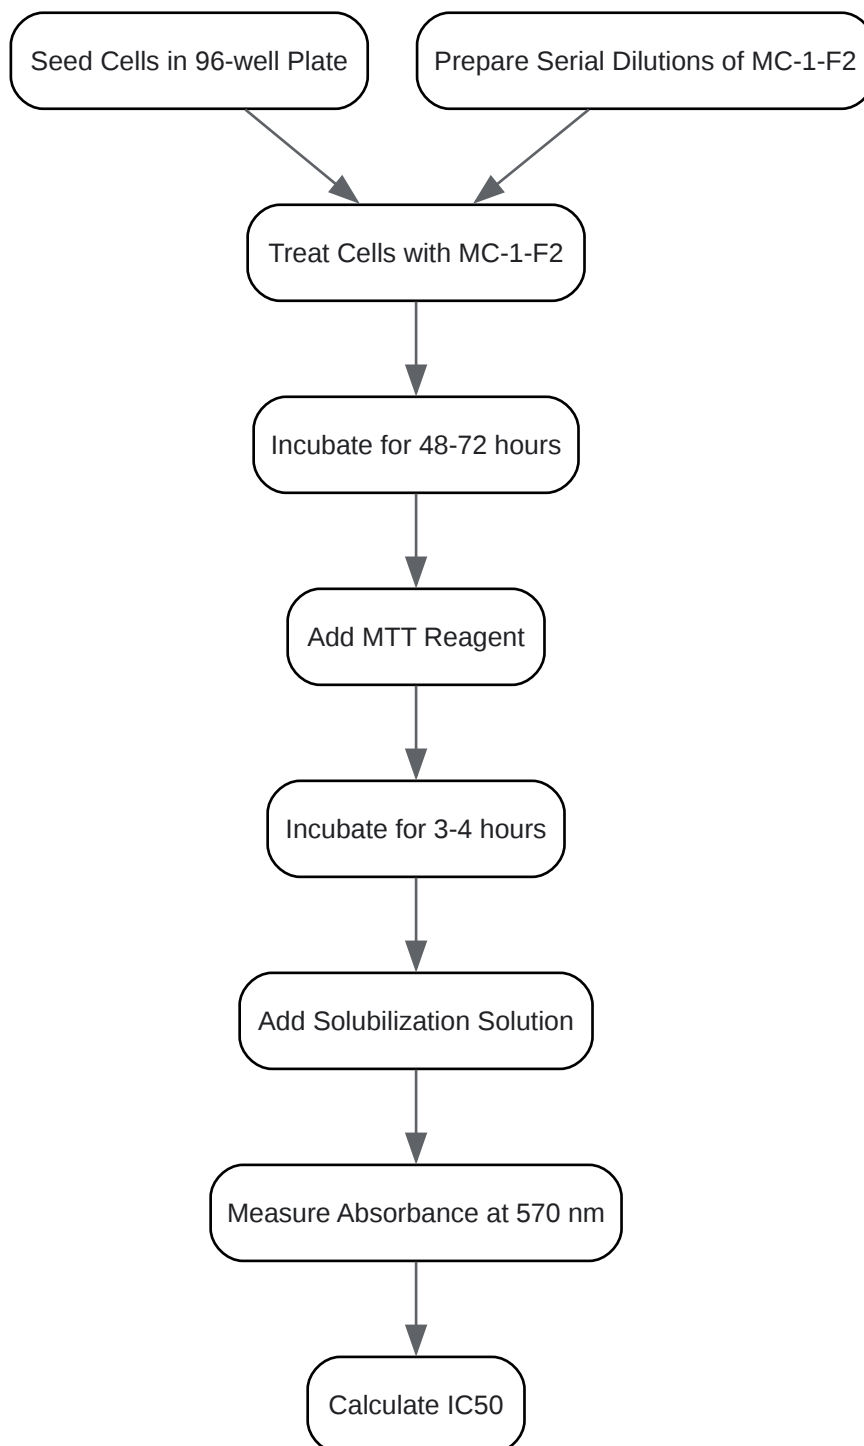 Seed Cells in 96-well Plate
Prepare Serial Dilutions of MC-1-F2
Treat Cells with MC-1-F2
Incubate for 48-72 hours
Add MTT Reagent
Incubate for 3-4 hours
Add Solubilization Solution
Measure Absorbance at 570 nm
Calculate IC50